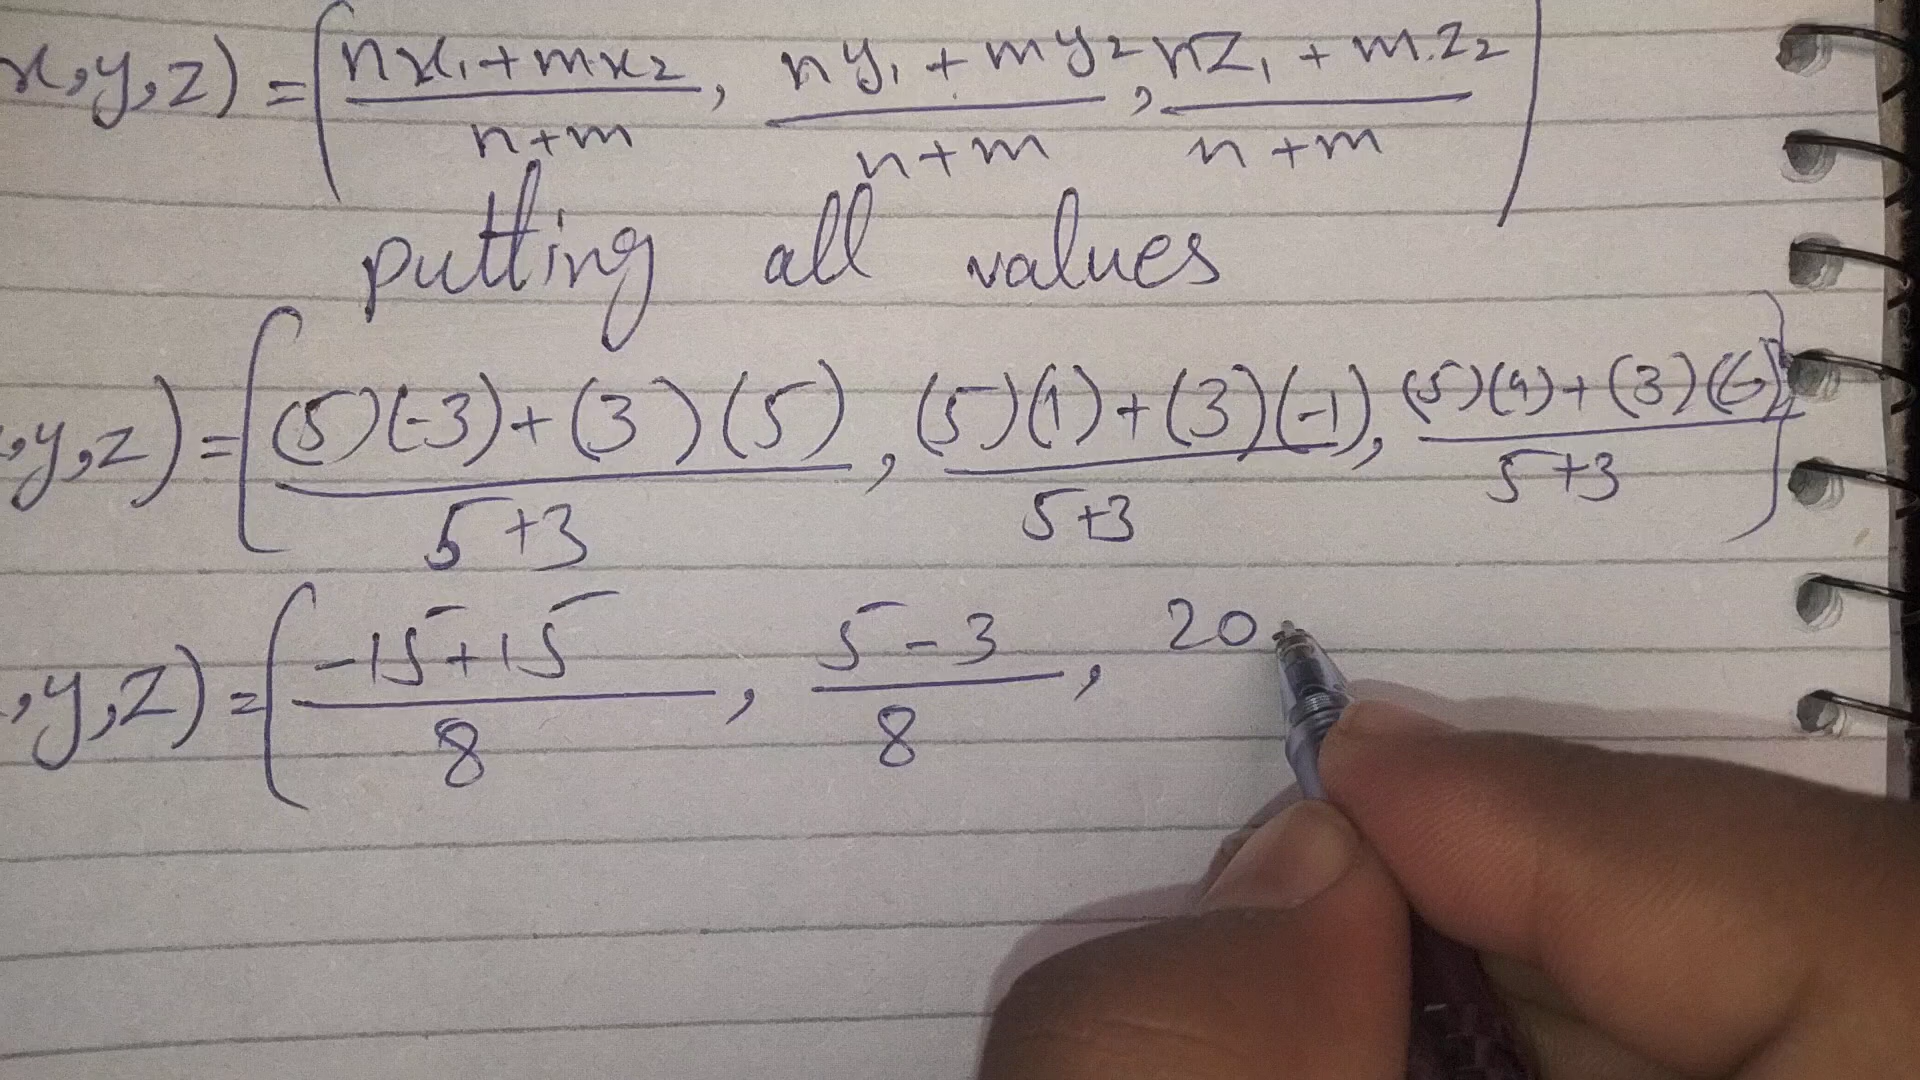 x,y,z) = (nx₁+mx₂/n+m, ny₁+my₂/n+m, nz₁+m.z₂/n+m)
putting all values
,y,z) = ((5)(-3)+(3)(5)/5+3, (5)(1)+(3)(-1)/5+3, (5)(4)+(3)(6)/5+3)
,y,z) = (-15+15/8, 5-3/8, 20